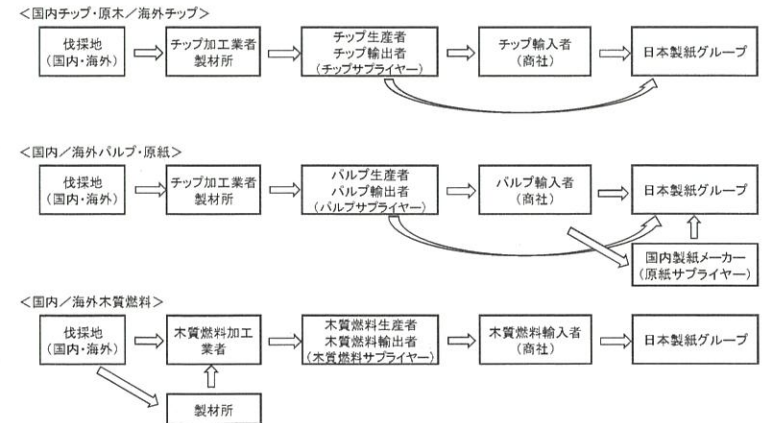 <国内チップ・原木/海外チップ>
伐採地
(国内・海外)
チップ加工業者
製材所
チップ生産者
チップ輸出者
(チップサプライヤー)
チップ輸入者
(商社)
日本製紙グループ
<国内/海外パルプ・原紙>
伐採地
(国内・海外)
チップ加工業者
製材所
パルプ生産者
パルプ輸出者
(パルプサプライヤー)
パルプ輸入者
(商社)
日本製紙グループ
国内製紙メーカー
(原紙サプライヤー)
<国内/海外木質燃料>
伐採地
(国内・海外)
木質燃料加工
業者
木質燃料生産者
木質燃料輸出者
(木質燃料サプライヤー)
木質燃料輸入者
(商社)
日本製紙グループ
製材所